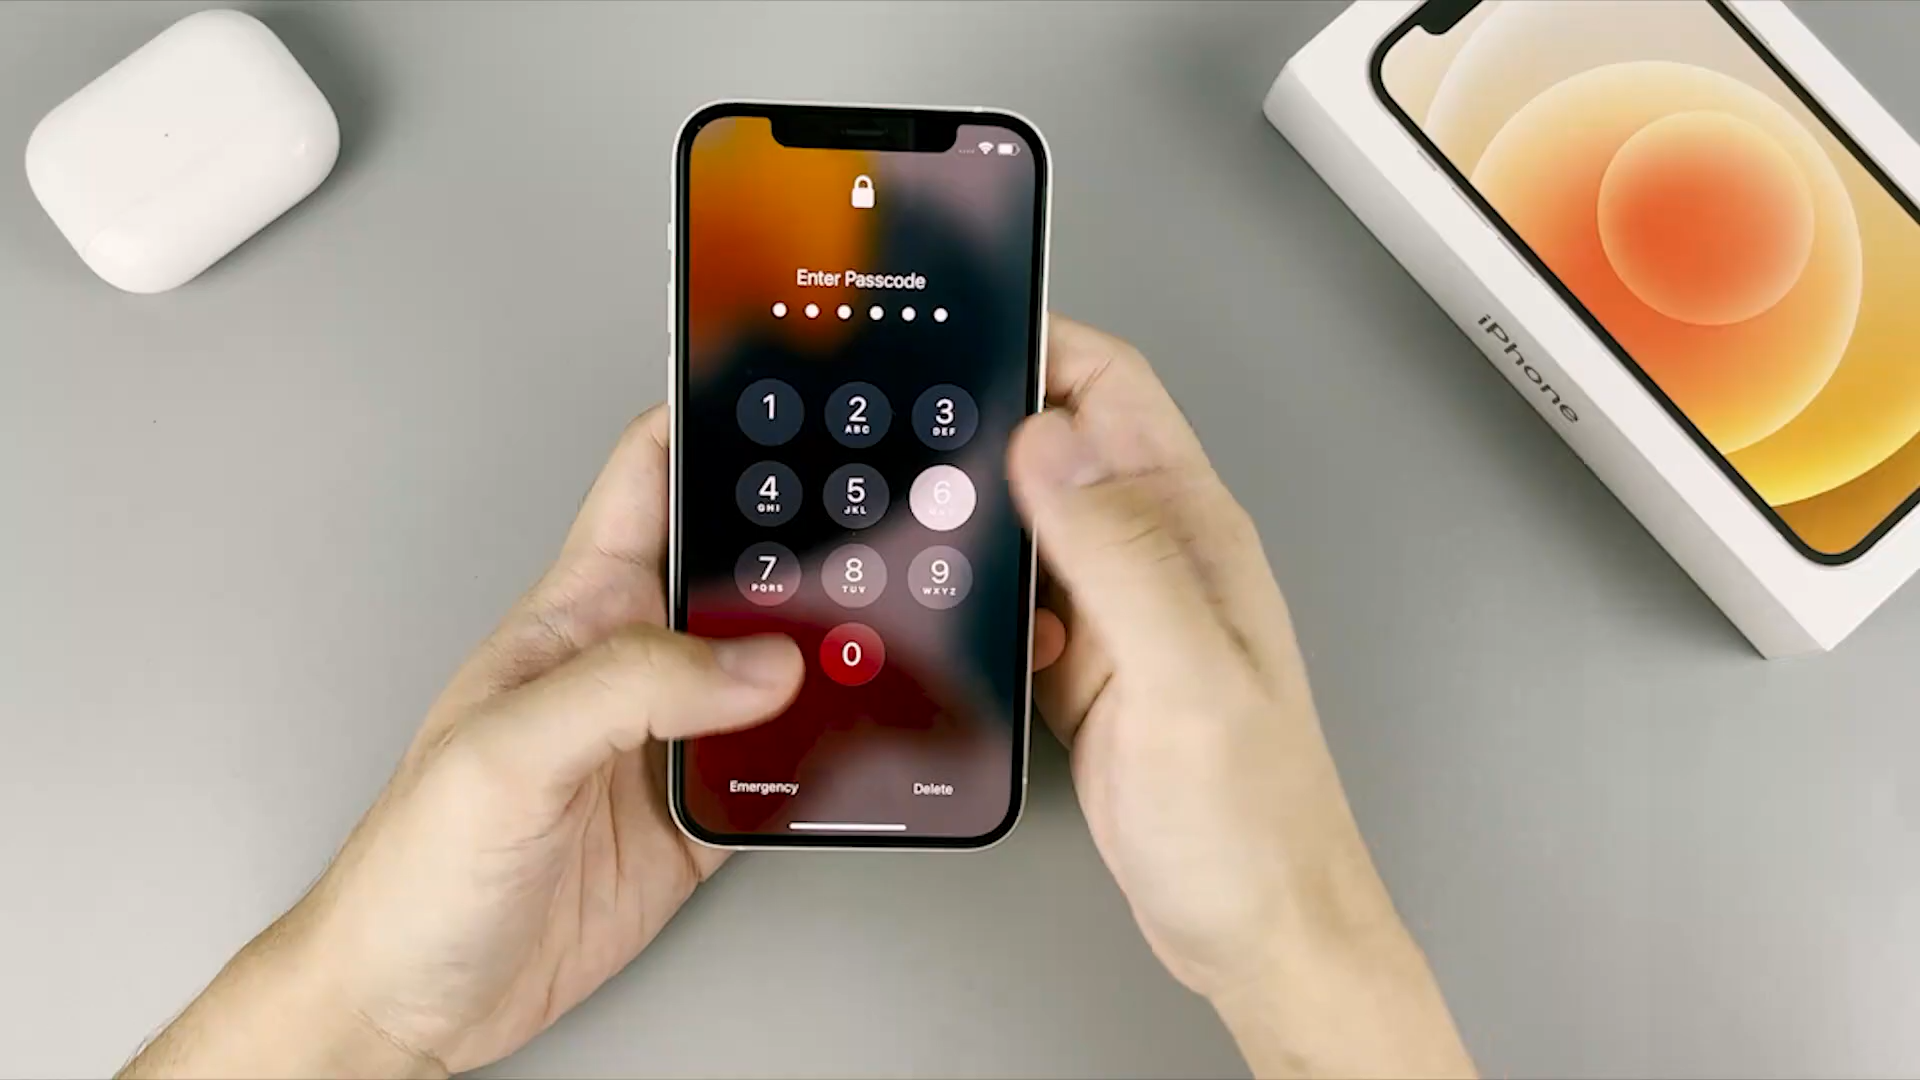 Enter Passcode
1
2
ABC
3
DEF
4
GHI
5
JKL
6
7
PQRS
8
TUV
9
WXYZ
0
Emergency
Delete
iPhone